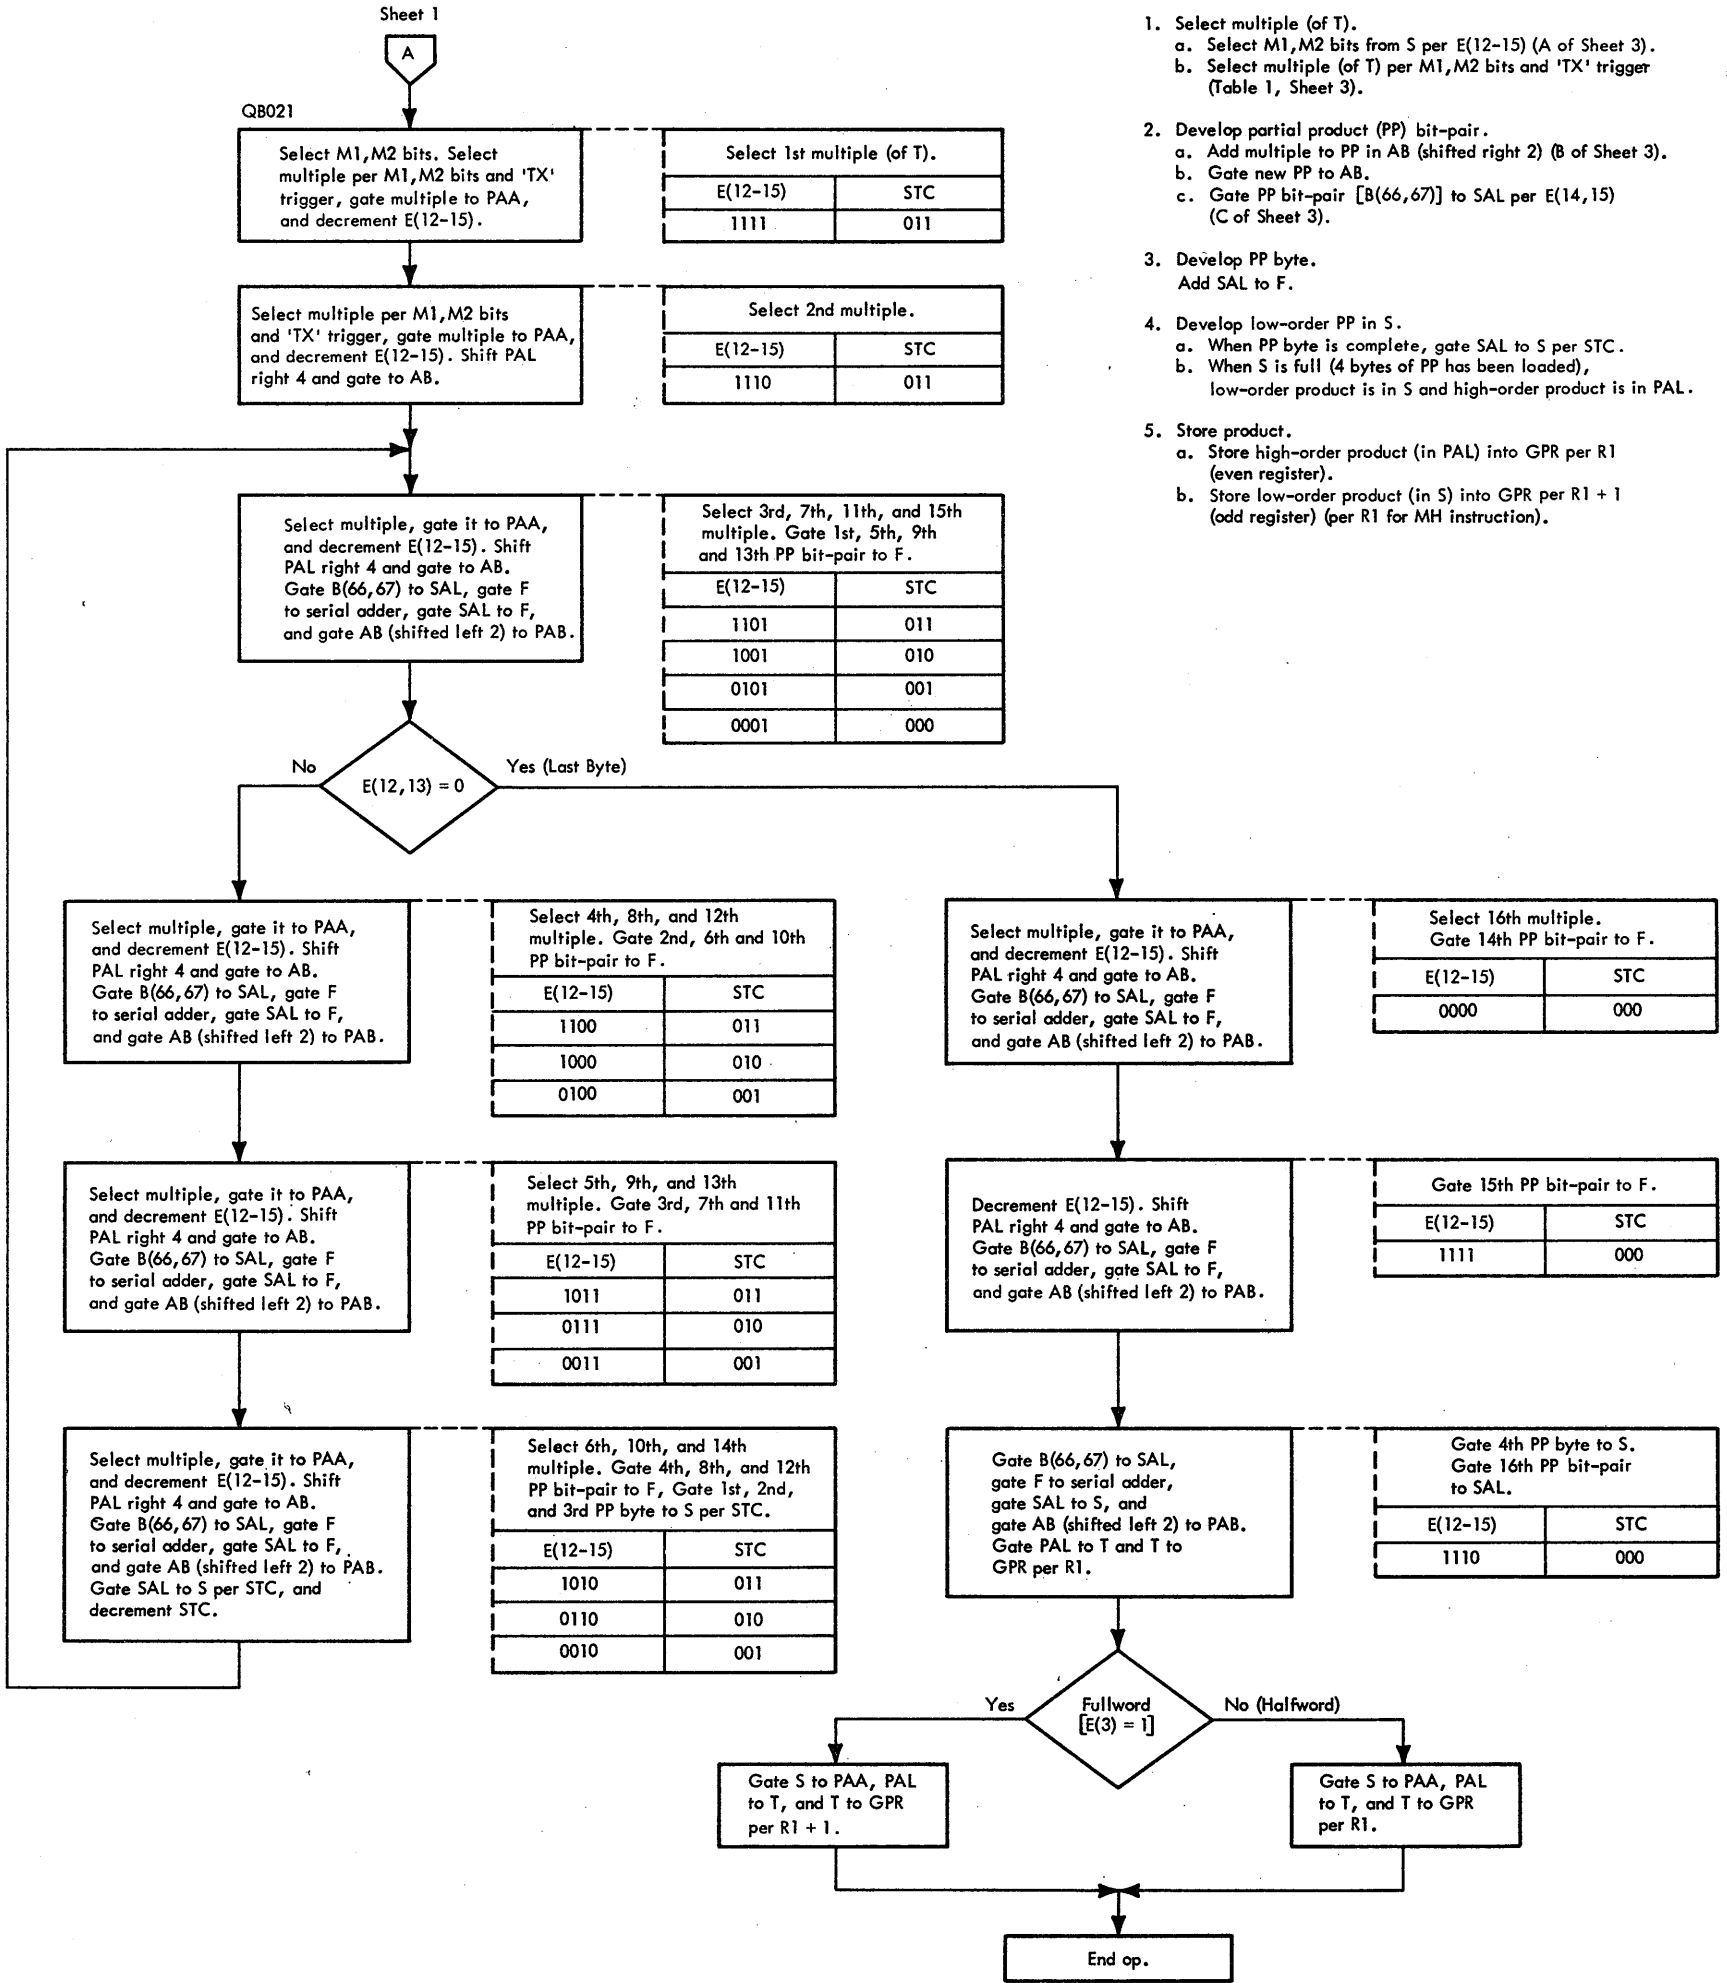 Sheet 1
A
QB021
Select M1,M2 bits. Select
multiple per M1,M2 bits and 'TX'
trigger, gate multiple to PAA,
and decrement E(12-15).
Select 1st multiple (of T).
E(12-15) STC
1111 011
Select multiple per M1,M2 bits
and 'TX' trigger, gate multiple to PAA,
and decrement E(12-15). Shift PAL
right 4 and gate to AB.
Select 2nd multiple.
E(12-15) STC
1110 011
Select multiple, gate it to PAA,
and decrement E(12-15). Shift
PAL right 4 and gate to AB.
Gate B(66,67) to SAL, gate F
to serial adder, gate SAL to F,
and gate AB (shifted left 2) to PAB.
Select 3rd, 7th, 11th, and 15th
multiple. Gate 1st, 5th, 9th
and 13th PP bit-pair to F.
E(12-15) STC
1101 011
1001 010
0101 001
0001 000
1. Select multiple (of T).
a. Select M1,M2 bits from S per E(12-15) (A of Sheet 3).
b. Select multiple (of T) per M1,M2 bits and 'TX' trigger
(Table 1, Sheet 3).
2. Develop partial product (PP) bit-pair.
a. Add multiple to PP in AB (shifted right 2) (B of Sheet 3).
b. Gate new PP to AB.
c. Gate PP bit-pair [B(66,67)] to SAL per E(14,15)
(C of Sheet 3).
3. Develop PP byte.
Add SAL to F.
4. Develop low-order PP in S.
a. When PP byte is complete, gate SAL to S per STC.
b. When S is full (4 bytes of PP has been loaded),
low-order product is in S and high-order product is in PAL.
5. Store product.
a. Store high-order product (in PAL) into GPR per R1
(even register).
b. Store low-order product (in S) into GPR per R1 + 1
(odd register) (per R1 for MH instruction).
No
E(12,13) = 0
Yes (Last Byte)
Select multiple, gate it to PAA,
and decrement E(12-15). Shift
PAL right 4 and gate to AB.
Gate B(66,67) to SAL, gate F
to serial adder, gate SAL to F,
and gate AB (shifted left 2) to PAB.
Select 4th, 8th, and 12th
multiple. Gate 2nd, 6th and 10th
PP bit-pair to F.
E(12-15) STC
1100 011
1000 010
0100 001
Select multiple, gate it to PAA,
and decrement E(12-15). Shift
PAL right 4 and gate to AB.
Gate B(66,67) to SAL, gate F
to serial adder, gate SAL to F,
and gate AB (shifted left 2) to PAB.
Select 5th, 9th, and 13th
multiple. Gate 3rd, 7th and 11th
PP bit-pair to F.
E(12-15) STC
1011 011
0111 010
0011 001
Select multiple, gate it to PAA,
and decrement E(12-15). Shift
PAL right 4 and gate to AB.
Gate B(66,67) to SAL, gate F
to serial adder, gate SAL to F,
and gate AB (shifted left 2) to PAB.
Gate SAL to S per STC, and
decrement STC.
Select 6th, 10th, and 14th
multiple. Gate 4th, 8th, and 12th
PP bit-pair to F, Gate 1st, 2nd,
and 3rd PP byte to S per STC.
E(12-15) STC
1010 011
0110 010
0010 001
Select multiple, gate it to PAA,
and decrement E(12-15). Shift
PAL right 4 and gate to AB.
Gate B(66,67) to SAL, gate F
to serial adder, gate SAL to F,
and gate AB (shifted left 2) to PAB.
Select 16th multiple.
Gate 14th PP bit-pair to F.
E(12-15) STC
0000 000
Decrement E(12-15). Shift
PAL right 4 and gate to AB.
Gate B(66,67) to SAL, gate F
to serial adder, gate SAL to F,
and gate AB (shifted left 2) to PAB.
Gate 15th PP bit-pair to F.
E(12-15) STC
1111 000
Gate B(66,67) to SAL,
gate F to serial adder,
gate SAL to S, and
gate AB (shifted left 2) to PAB.
Gate PAL to T and T to
GPR per R1.
Gate 4th PP byte to S.
Gate 16th PP bit-pair
to SAL.
E(12-15) STC
1110 000
Yes
Fullword
[E(3) = 1]
No (Halfword)
Gate S to PAA, PAL
to T, and T to GPR
per R1 + 1.
Gate S to PAA, PAL
to T, and T to GPR
per R1.
End op.